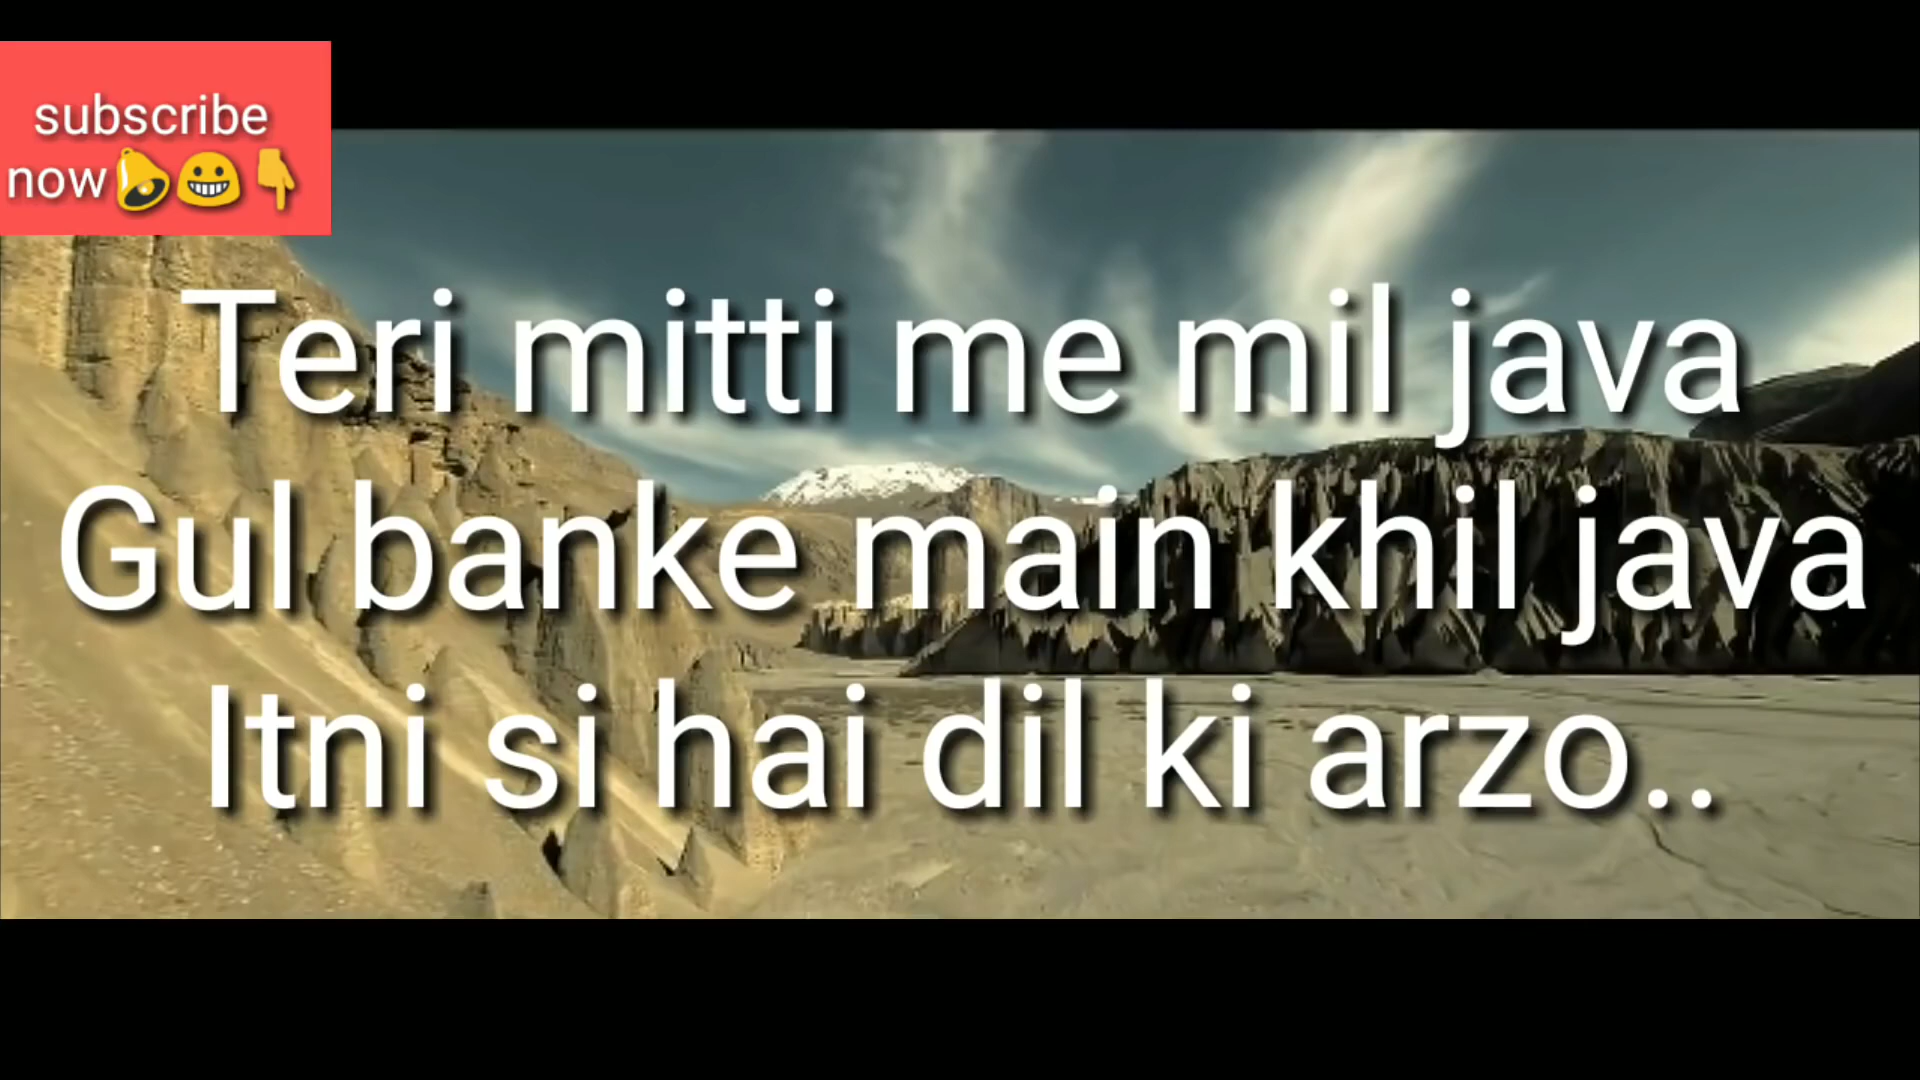 subscribe
now🔔😀👇
Teri mitti me mil java
Gul banke main khil java
Itni si hai dil ki arzo..